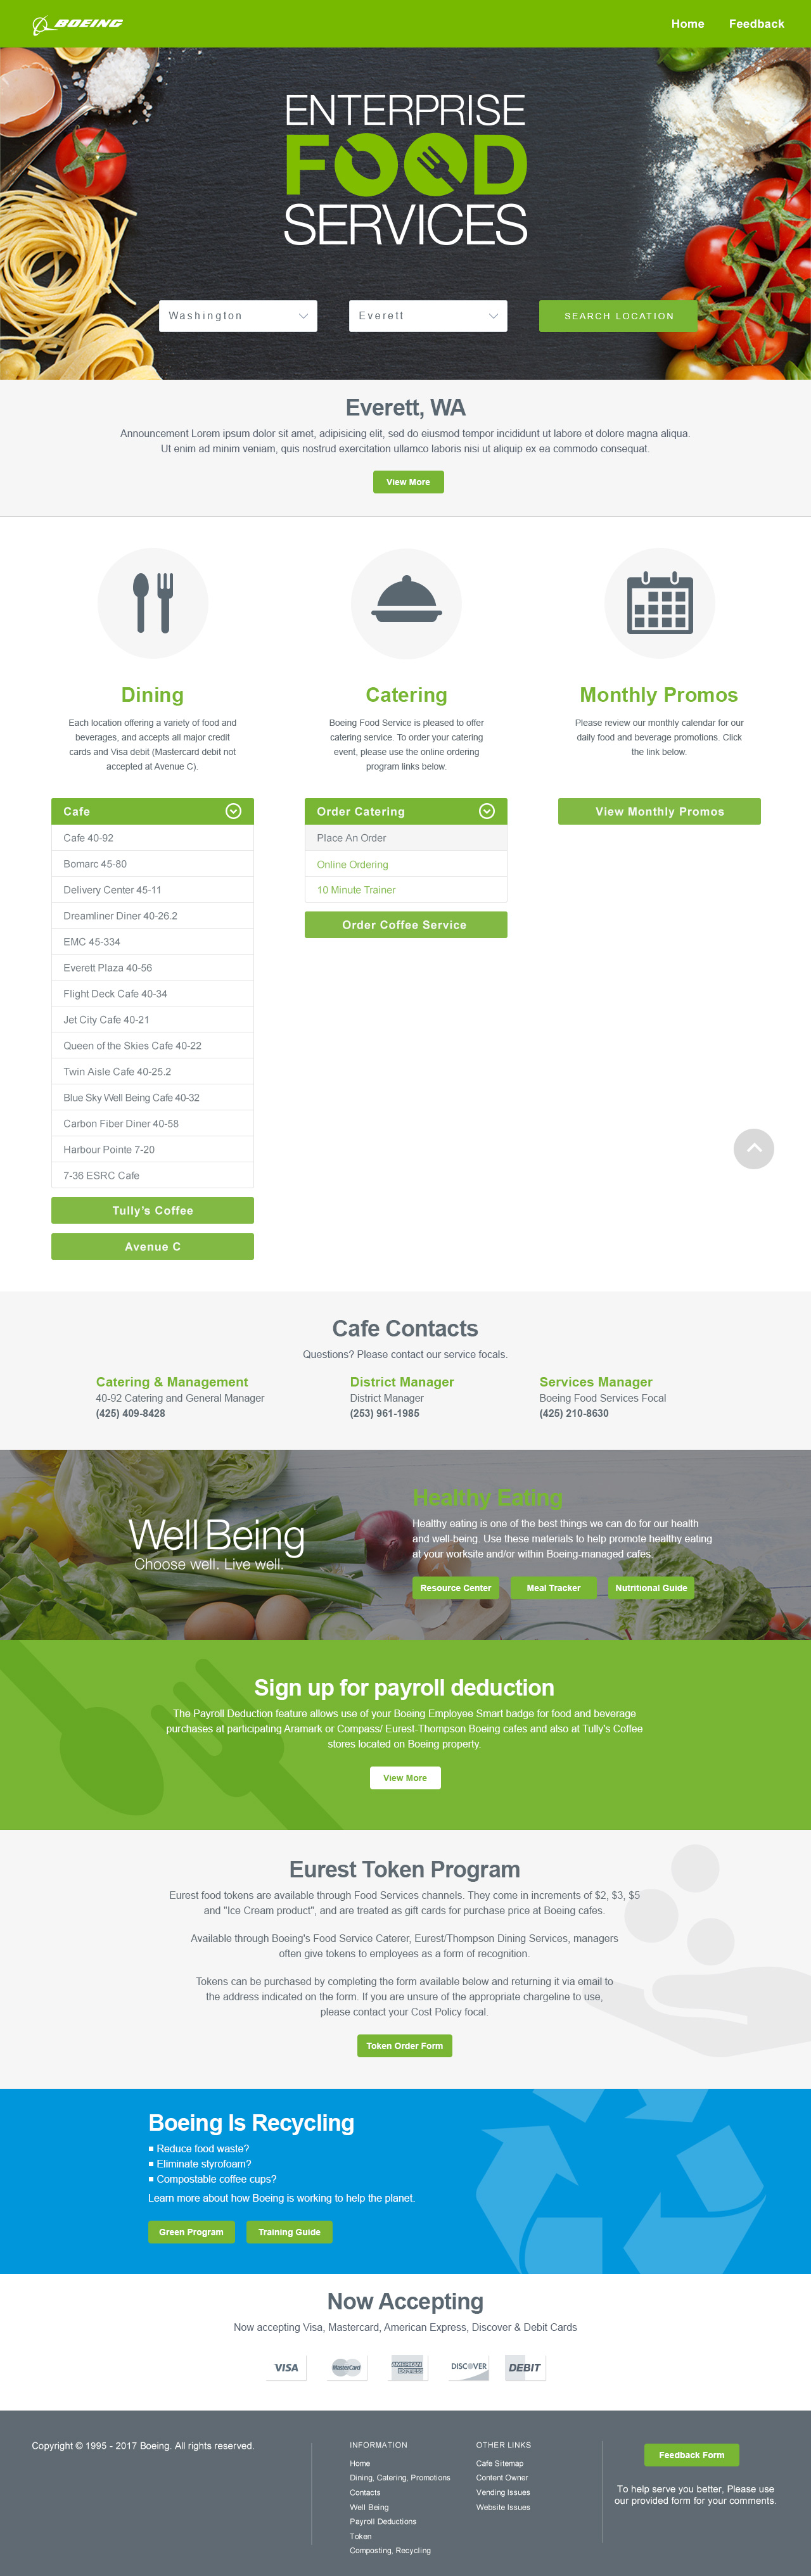 BOEING
Home Feedback
ENTERPRISE
FOOD
SERVICES
Washington
Everett
SEARCH LOCATION
Everett, WA
Announcement Lorem ipsum dolor sit amet, adipisicing elit, sed do eiusmod tempor incididunt ut labore et dolore magna aliqua.
Ut enim ad minim veniam, quis nostrud exercitation ullamco laboris nisi ut aliquip ex ea commodo consequat.
View More
Dining
Each location offering a variety of food and
beverages, and accepts all major credit
cards and Visa debit (Mastercard debit not
accepted at Avenue C).
Cafe
Cafe 40-92
Bomarc 45-80
Delivery Center 45-11
Dreamliner Diner 40-26.2
EMC 45-334
Everett Plaza 40-56
Flight Deck Cafe 40-34
Jet City Cafe 40-21
Queen of the Skies Cafe 40-22
Twin Aisle Cafe 40-25.2
Blue Sky Well Being Cafe 40-32
Carbon Fiber Diner 40-58
Harbour Pointe 7-20
7-36 ESRC Cafe
Tully's Coffee
Avenue C
Catering
Boeing Food Service is pleased to offer
catering service. To order your catering
event, please use the online ordering
program links below.
Order Catering
Place An Order
Online Ordering
10 Minute Trainer
Order Coffee Service
Monthly Promos
Please review our monthly calendar for our
daily food and beverage promotions. Click
the link below.
View Monthly Promos
Cafe Contacts
Questions? Please contact our service focals.
Catering & Management
40-92 Catering and General Manager
(425) 409-8428
District Manager
District Manager
(253) 961-1985
Services Manager
Boeing Food Services Focal
(425) 210-8630
Well Being
Choose well. Live well.
Healthy Eating
Healthy eating is one of the best things we can do for our health
and well-being. Use these materials to help promote healthy eating
at your worksite and/or within Boeing-managed cafes.
Resource Center
Meal Tracker
Nutritional Guide
Sign up for payroll deduction
The Payroll Deduction feature allows use of your Boeing Employee Smart badge for food and beverage
purchases at participating Aramark or Compass/ Eurest-Thompson Boeing cafes and also at Tully's Coffee
stores located on Boeing property.
View More
Eurest Token Program
Eurest food tokens are available through Food Services channels. They come in increments of $2, $3, $5
and "Ice Cream product", and are treated as gift cards for purchase price at Boeing cafes.
Available through Boeing's Food Service Caterer, Eurest/Thompson Dining Services, managers
often give tokens to employees as a form of recognition.
Tokens can be purchased by completing the form available below and returning it via email to
the address indicated on the form. If you are unsure of the appropriate chargeline to use,
please contact your Cost Policy focal.
Token Order Form
Boeing Is Recycling
▪ Reduce food waste?
▪ Eliminate styrofoam?
▪ Compostable coffee cups?
Learn more about how Boeing is working to help the planet.
Green Program
Training Guide
Now Accepting
Now accepting Visa, Mastercard, American Express, Discover & Debit Cards
VISA
MasterCard
AMERICAN
EXPRESS
DISCOVER
DEBIT
Copyright © 1995 - 2017 Boeing. All rights reserved.
INFORMATION
Home
Dining, Catering, Promotions
Contacts
Well Being
Payroll Deductions
Token
Composting, Recycling
OTHER LINKS
Cafe Sitemap
Content Owner
Vending Issues
Website Issues
Feedback Form
To help serve you better, Please use
our provided form for your comments.